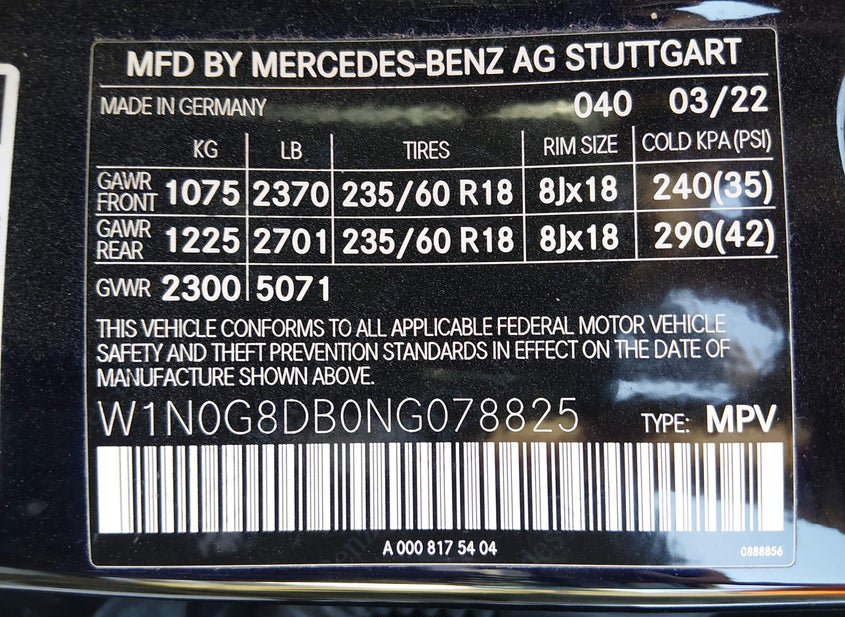 MFD BY MERCEDES-BENZ AG STUTTGART
MADE IN GERMANY 040 03/22
KG LB TIRES RIM SIZE COLD KPA (PSI)
GAWR FRONT 1075 2370 235/60 R18 8Jx18 240(35)
GAWR REAR 1225 2701 235/60 R18 8Jx18 290(42)
GVWR 2300 5071
THIS VEHICLE CONFORMS TO ALL APPLICABLE FEDERAL MOTOR VEHICLE
SAFETY AND THEFT PREVENTION STANDARDS IN EFFECT ON THE DATE OF
MANUFACTURE SHOWN ABOVE.
W1N0G8DB0NG078825 TYPE: MPV
A 000 817 54 04 0888856